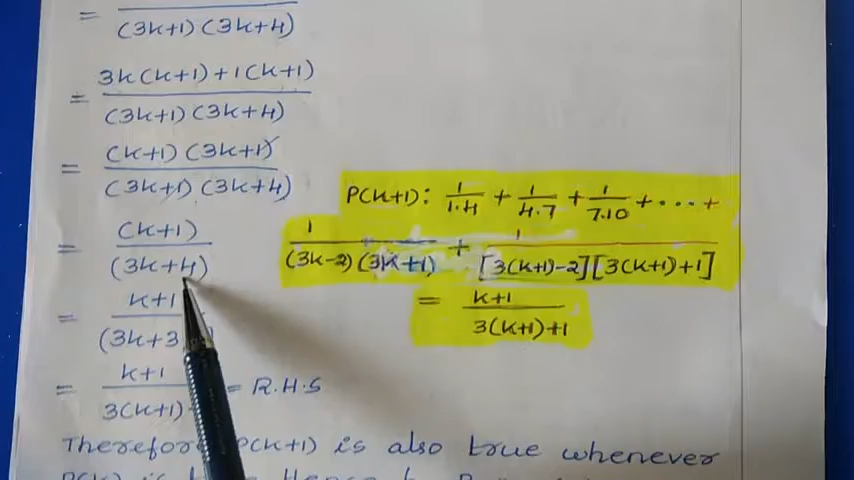 = (3k+1)(3k+4)
= 3k(k+1)+1(k+1) / (3k+1)(3k+4)
= (k+1)(3k+1) / (3k+1)(3k+4)
= (k+1) / (3k+4)
= k+1 / (3k+3
= k+1 / 3(k+1) = R.H.S
P(k+1): 1/1.4 + 1/4.7 + 1/7.10 + .... +
1/(3k-2)(3k+1) + 1/[3(k+1)-2][3(k+1)+1]
= k+1 / 3(k+1)+1
Therefor P(k+1) is also true whenever